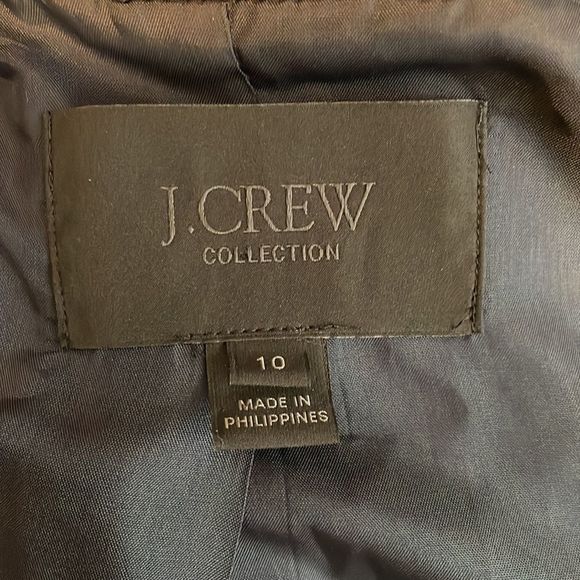 J.CREW
COLLECTION
10
MADE IN
PHILIPPINES